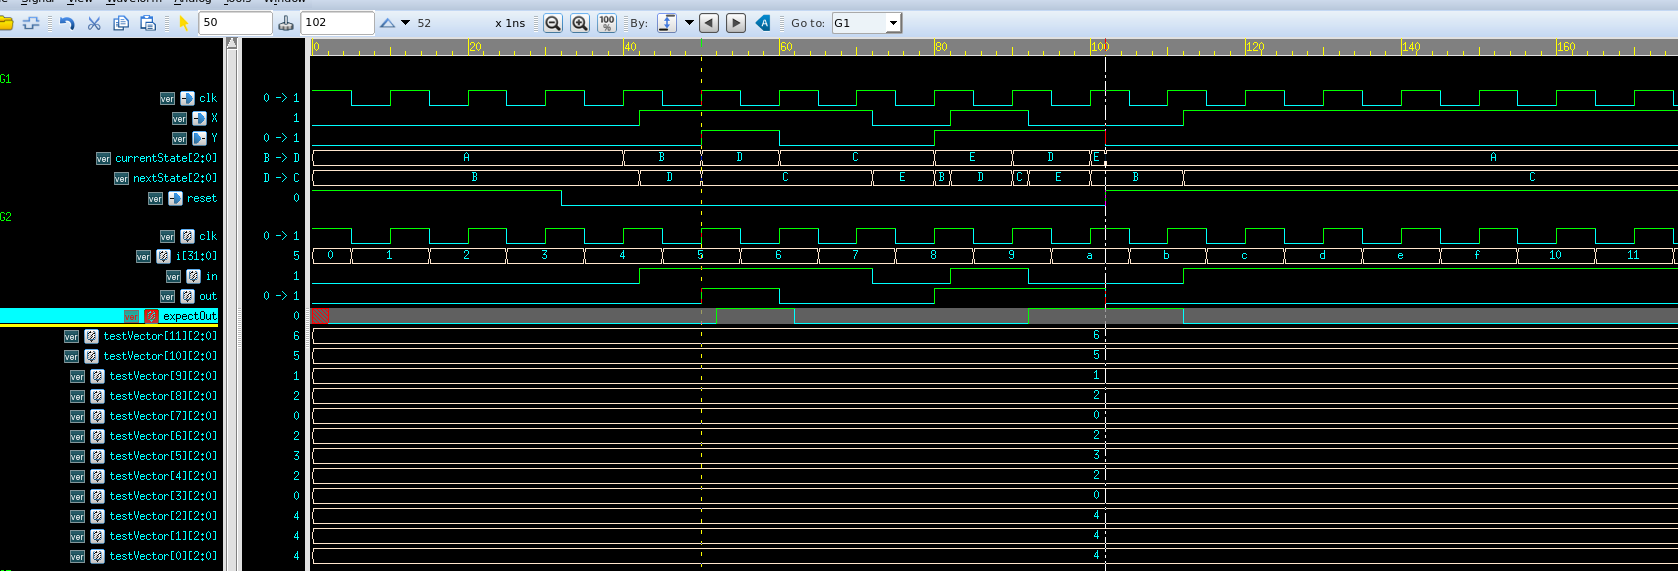 Signal View Waveform Analog Tools Window
50 102 52 x 1ns 100 % By: A Go to: G1
0 20 40 60 80 100 120 140 160
G1
ver clk 0 -> 1
ver X 1
ver Y 0 -> 1
ver currentState[2:0] B -> D A B D C E D E A
ver nextState[2:0] D -> C B D C E B D C E B C
ver reset 0
G2
ver clk 0 -> 1
ver i[31:0] 5 0 1 2 3 4 5 6 7 8 9 a b c d e f 10 11
ver in 1
ver out 0 -> 1
ver expectOut 0
ver testVector[11][2:0] 6 6
ver testVector[10][2:0] 5 5
ver testVector[9][2:0] 1 1
ver testVector[8][2:0] 2 2
ver testVector[7][2:0] 0 0
ver testVector[6][2:0] 2 2
ver testVector[5][2:0] 3 3
ver testVector[4][2:0] 2 2
ver testVector[3][2:0] 0 0
ver testVector[2][2:0] 4 4
ver testVector[1][2:0] 4 4
ver testVector[0][2:0] 4 4